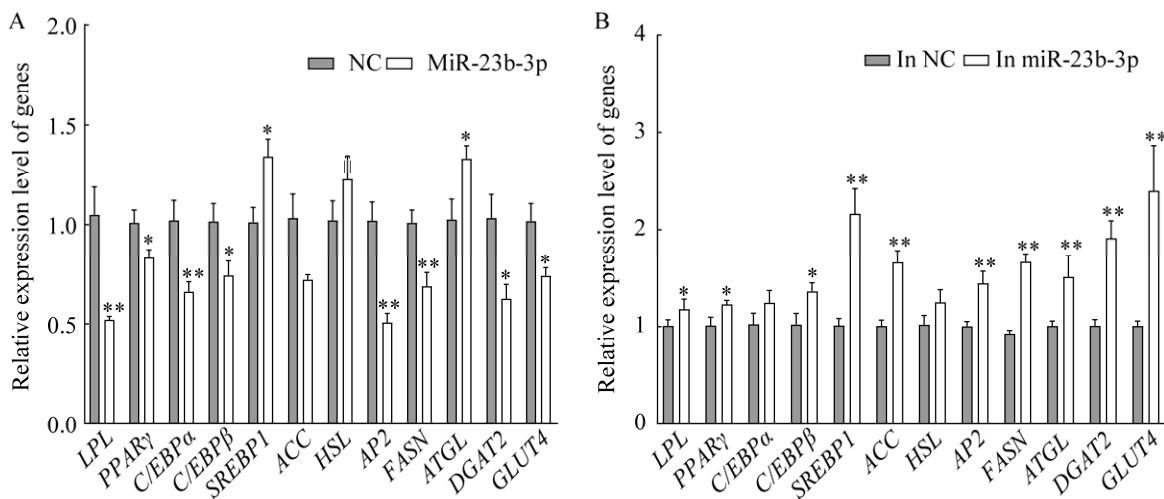 A
Relative expression level of genes
2.0
1.5
1.0
0.5
0.0
NC MiR-23b-3p
* * * * * * * * * * * * *
LPL PPARγ C/EBPα C/EBPβ SREBP1 ACC HSL AP2 FASN ATGL DGAT2 GLUT4
B
Relative expression level of genes
4
3
2
1
0
In NC In miR-23b-3p
* * * ** ** ** ** ** ** **
LPL PPARγ C/EBPα C/EBPβ SREBP1 ACC HSL AP2 FASN ATGL DGAT2 GLUT4